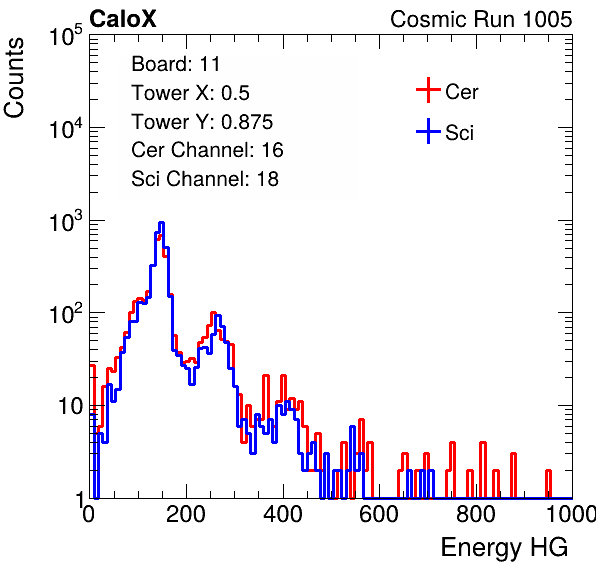 CaloX Cosmic Run 1005
Board: 11
Tower X: 0.5
Tower Y: 0.875
Cer Channel: 16
Sci Channel: 18
Cer
Sci
Counts
10^5
10^4
10^3
10^2
10
1
0 200 400 600 800 1000
Energy HG